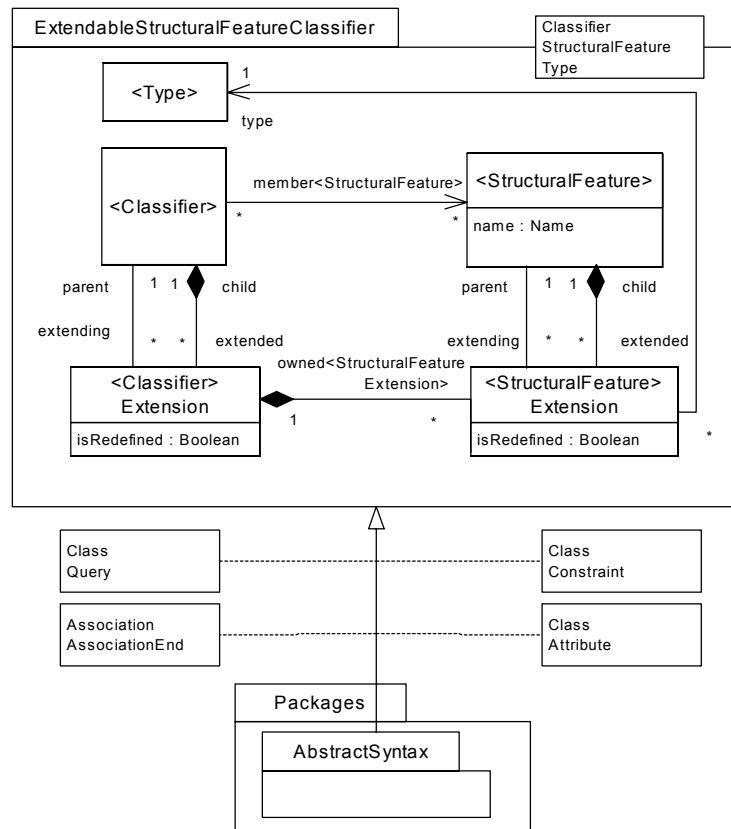 ExtendableStructuralFeatureClassifier
Classifier
StructuralFeature
Type
<Type>
1
type
<Classifier>
member<StructuralFeature>
*
*
<StructuralFeature>
name : Name
parent
1
1
child
parent
1
1
child
extending
*
*
extended
extending
*
*
extended
owned<StructuralFeature
Extension>
<Classifier>
Extension
isRedefined : Boolean
1
*
<StructuralFeature>
Extension
isRedefined : Boolean
*
Class
Query
Class
Constraint
Association
AssociationEnd
Class
Attribute
Packages
AbstractSyntax